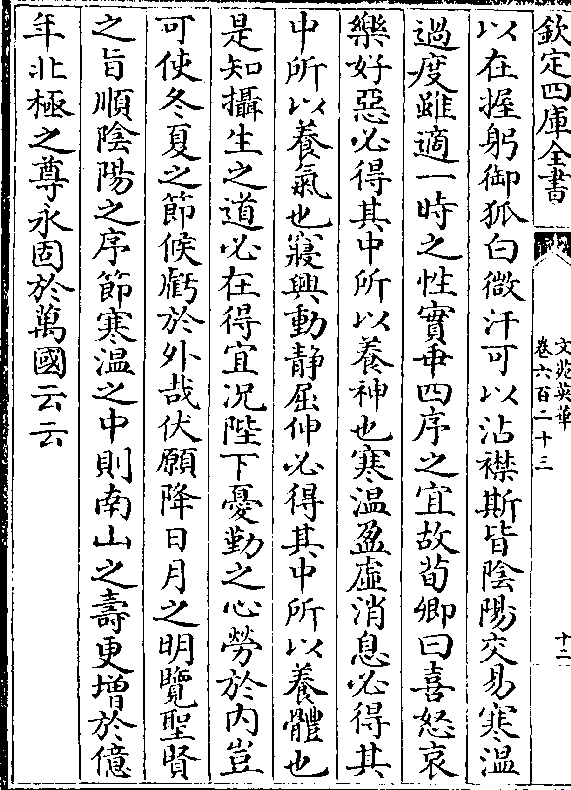 欽定四庫全書
文苑英華
卷六百二十三
十二
以在握躬御狐白微汗可以沾襟斯皆陰陽交易寒溫
過度雖適一時之性實乖四序之宜故荀卿曰喜怒哀
樂好惡必得其中所以養神也寒溫盈虛消息必得其
中所以養氣也寢興動静屈伸必得其中所以養體也
是知攝生之道必在得宜况陛下憂勤之心勞於內豈
可使冬夏之節候虧於外哉伏願降日月之明覽聖賢
之旨順陰陽之序節寒溫之中則南山之壽更增於億
年北極之尊永固於萬國云云